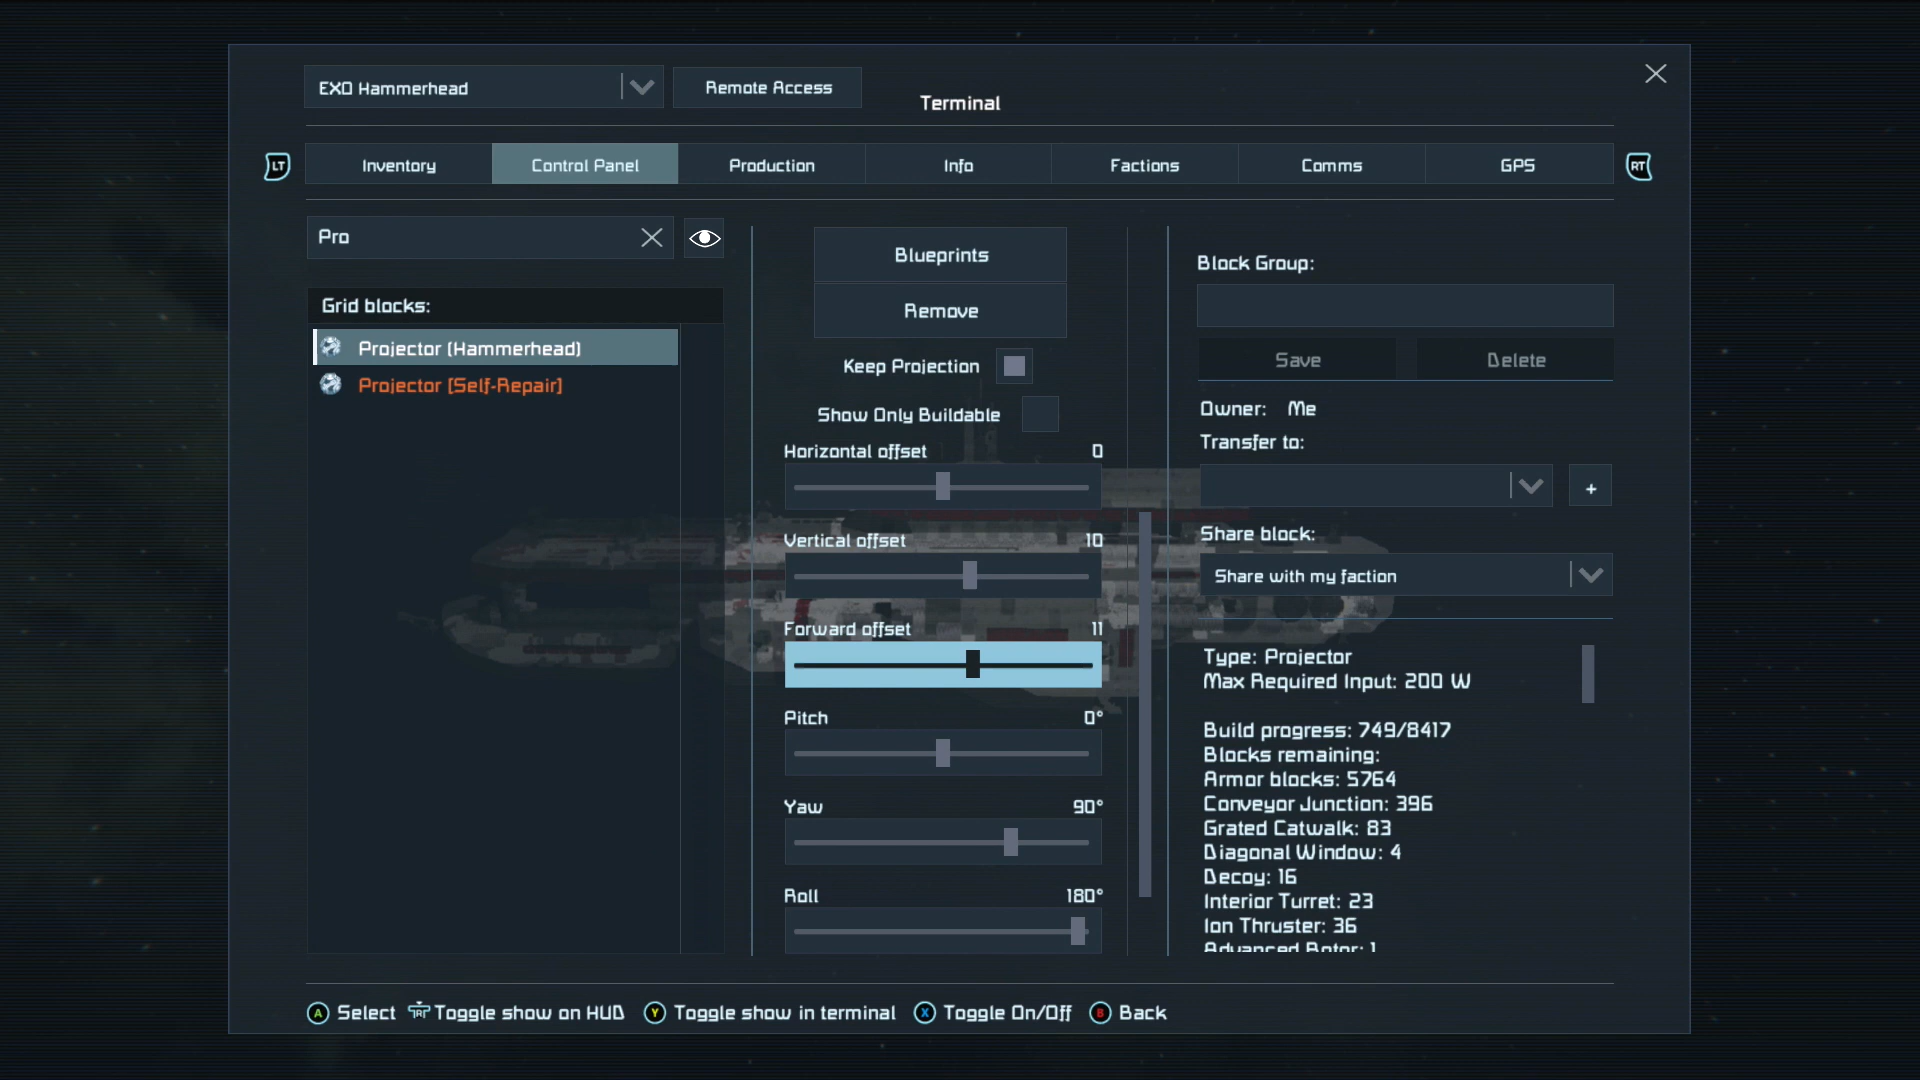 EXO Hammerhead
Remote Access
Terminal
LT
Inventory
Control Panel
Production
Info
Factions
Comms
GPS
RT
Pro
Grid blocks:
Projector (Hammerhead)
Projector [Self-Repair]
Blueprints
Remove
Keep Projection
Show Only Buildable
Horizontal offset 0
Vertical offset 10
Forward offset 11
Pitch 0°
Yaw 90°
Roll 180°
Block Group:
Save
Delete
Owner: Me
Transfer to:
+
Share block:
Share with my faction
Type: Projector
Max Required Input: 200 W
Build progress: 749/8417
Blocks remaining:
Armor blocks: 5764
Conveyor Junction: 396
Grated Catwalk: 83
Diagonal Window: 4
Decoy: 16
Interior Turret: 23
Ion Thruster: 36
Advanced Rotor: 1
A Select
Toggle show on HUD
Y Toggle show in terminal
X Toggle On/Off
B Back